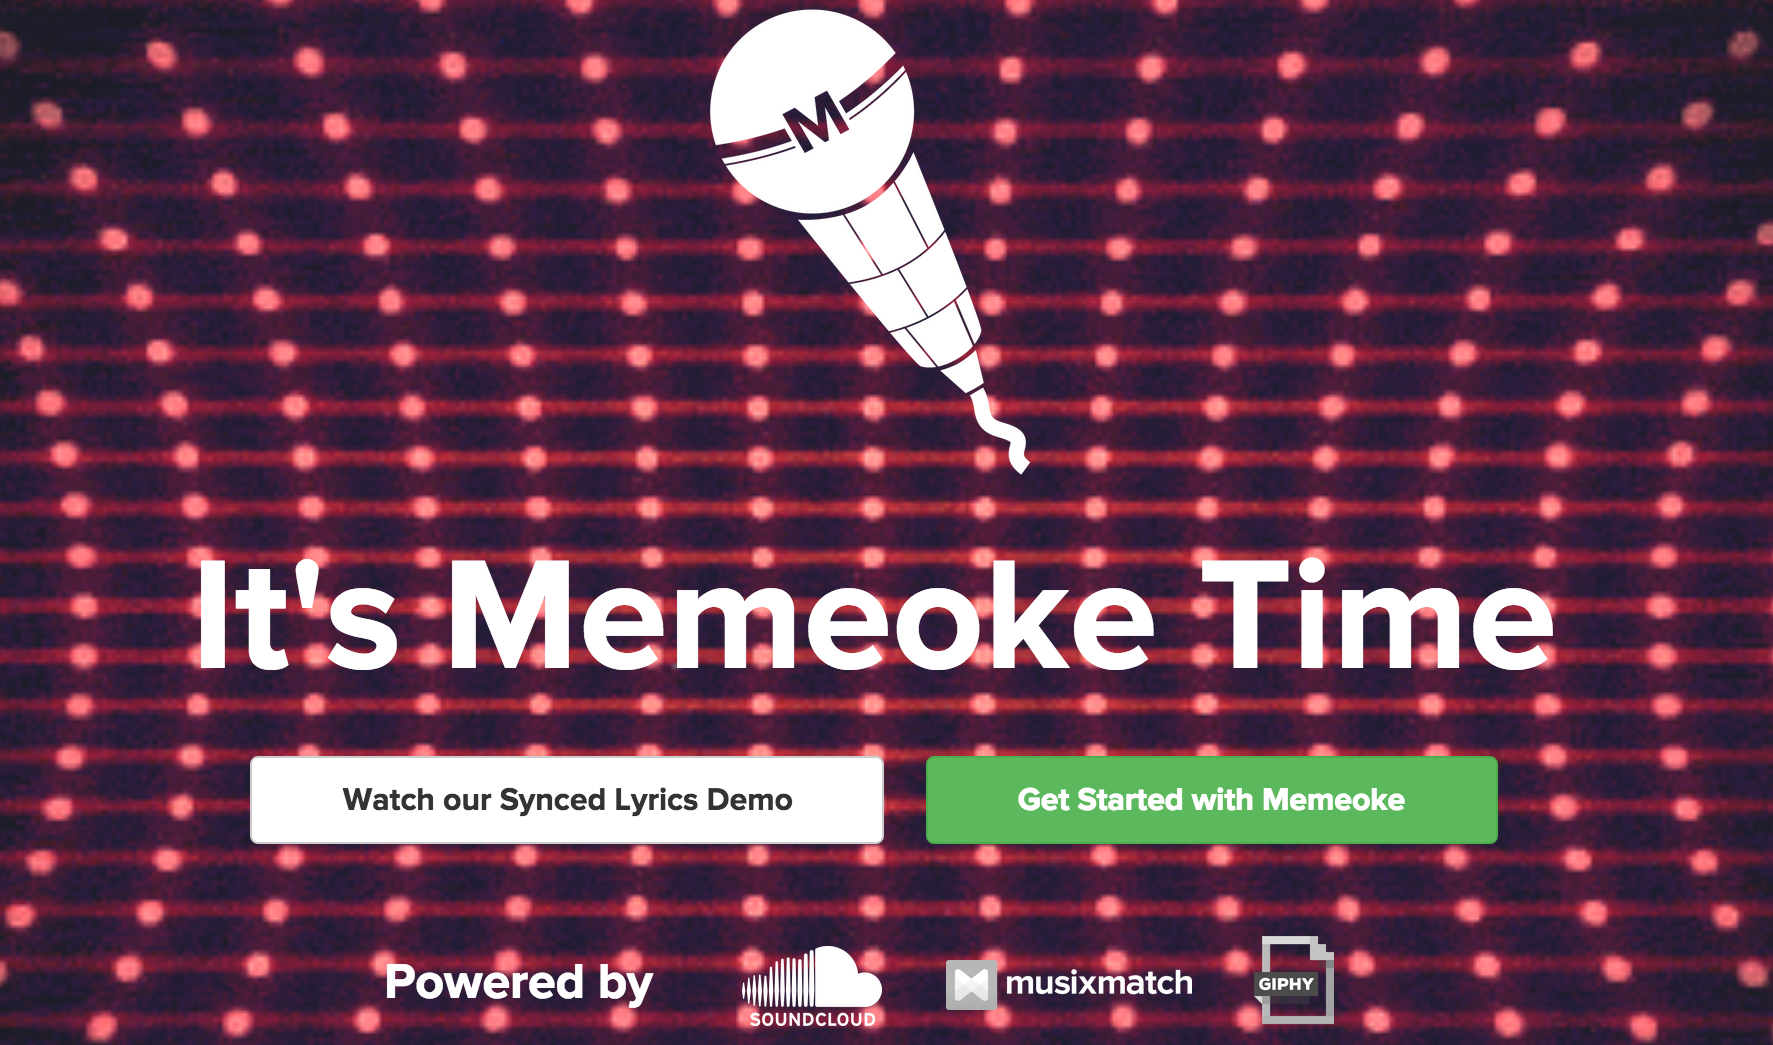 M
It's Memeoke Time
Watch our Synced Lyrics Demo
Get Started with Memeoke
Powered by
SOUNDCLOUD
musixmatch
GIPHY